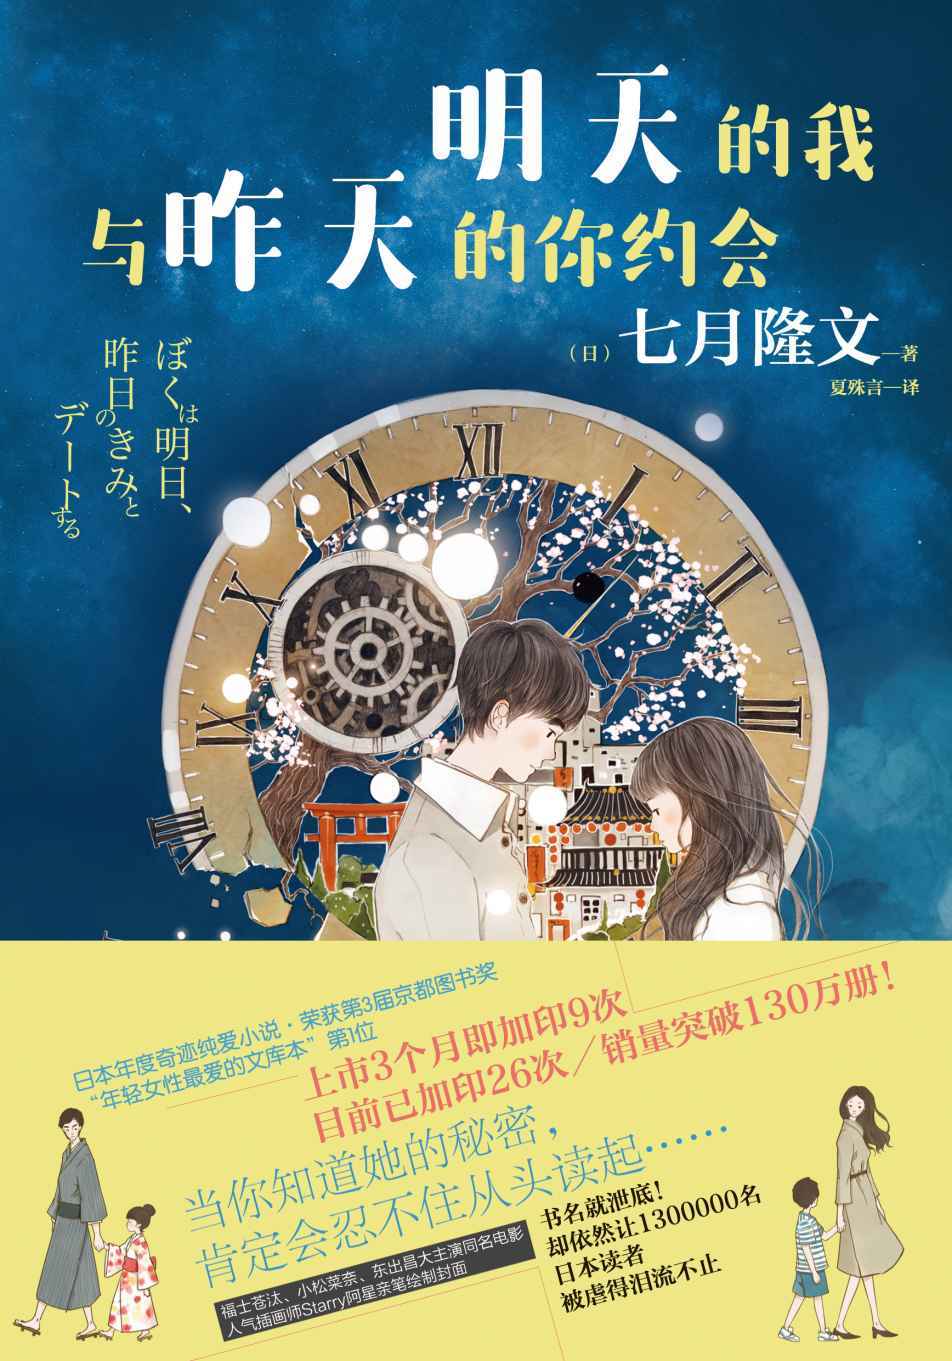 明天的我
与昨天的你约会
（日）七月隆文—著
夏殊言—译
ぼくは明日、
昨日のきみと
デートする
XII
I
II
III
VIII
IX
X
XI
日本年度奇迹纯爱小说·荣获第3届京都图书奖
“年轻女性最爱的文库本”第1位
上市3个月即加印9次
目前已加印26次／销量突破130万册！
当你知道她的秘密，
肯定会忍不住从头读起……
书名就泄底！
却依然让1300000名
日本读者
被虐得泪流不止
福士苍汰、小松菜奈、东出昌大主演同名电影
人气插画师Starry阿星亲笔绘制封面